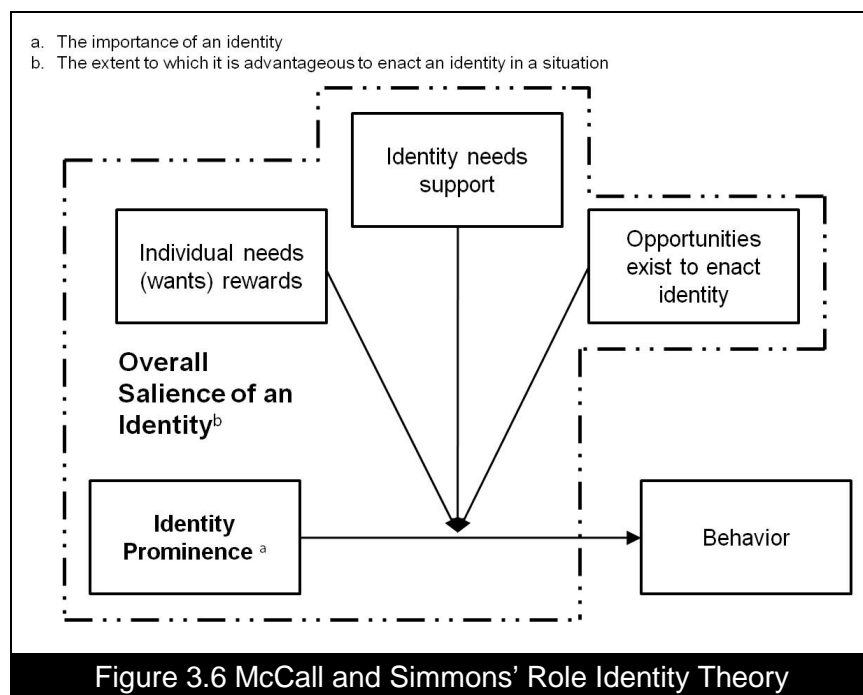 a. The importance of an identity
b. The extent to which it is advantageous to enact an identity in a situation
Identity needs
support
Individual needs
(wants) rewards
Opportunities
exist to enact
identity
Overall
Salience of an
Identityᵇ
Identity
Prominence ᵃ
Behavior
Figure 3.6 McCall and Simmons’ Role Identity Theory